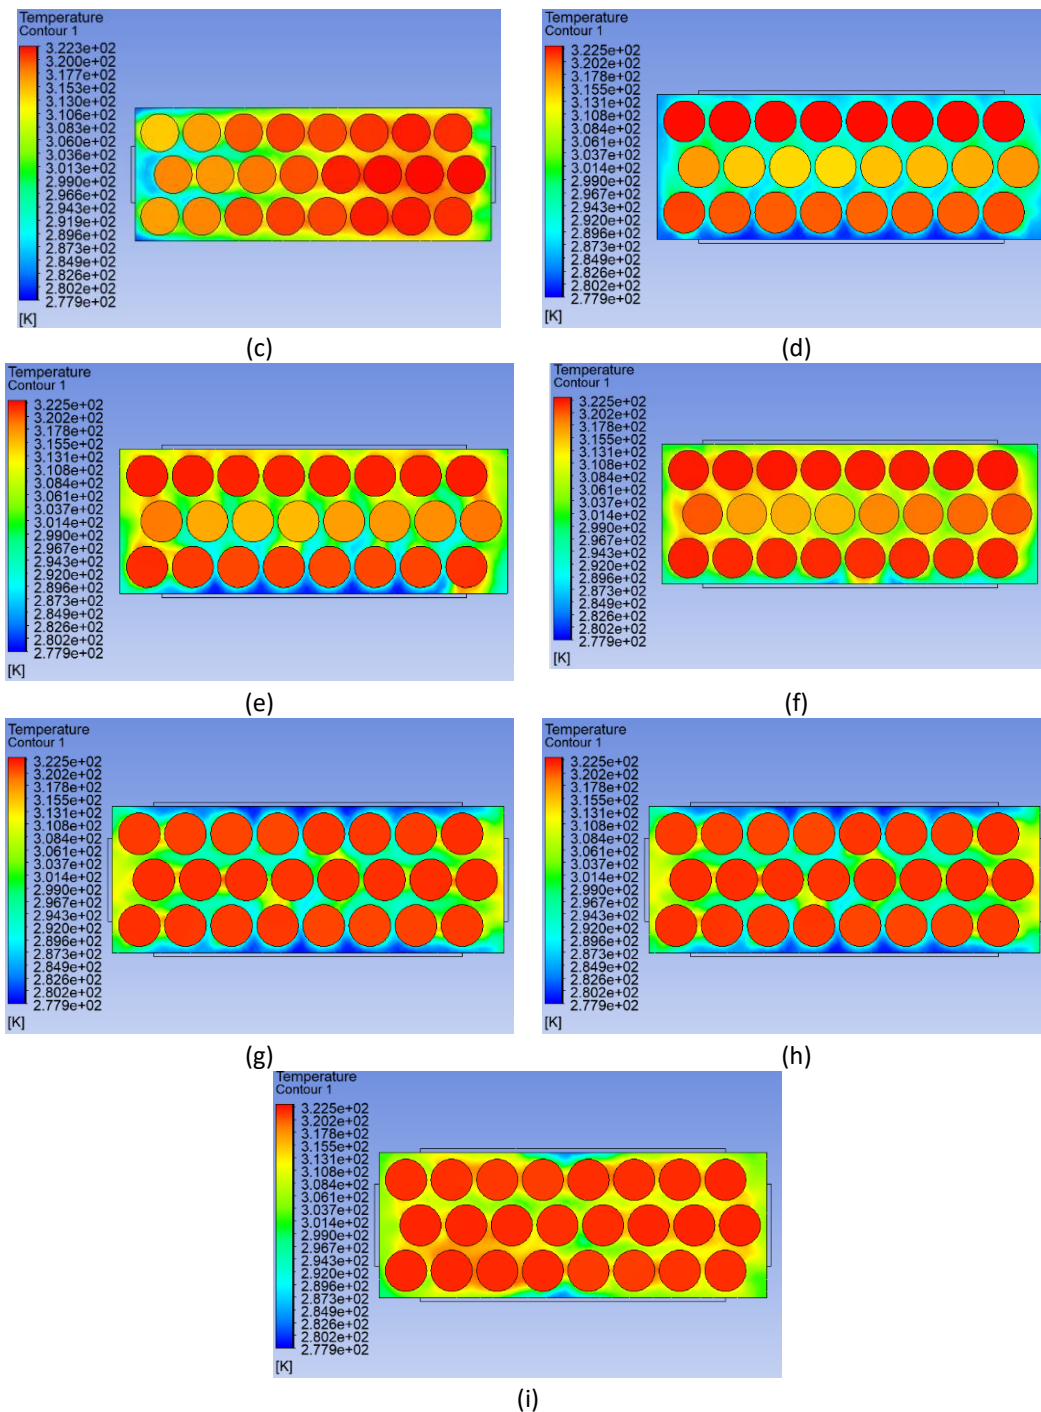 Temperature
Contour 1
3.223e+02
3.200e+02
3.177e+02
3.153e+02
3.130e+02
3.106e+02
3.083e+02
3.060e+02
3.036e+02
3.013e+02
2.990e+02
2.966e+02
2.943e+02
2.919e+02
2.896e+02
2.873e+02
2.849e+02
2.826e+02
2.802e+02
2.779e+02
[K]
(c)
Temperature
Contour 1
3.225e+02
3.202e+02
3.178e+02
3.155e+02
3.131e+02
3.108e+02
3.084e+02
3.061e+02
3.037e+02
3.014e+02
2.990e+02
2.967e+02
2.943e+02
2.920e+02
2.896e+02
2.873e+02
2.849e+02
2.826e+02
2.802e+02
2.779e+02
[K]
(d)
Temperature
Contour 1
3.225e+02
3.202e+02
3.178e+02
3.155e+02
3.131e+02
3.108e+02
3.084e+02
3.061e+02
3.037e+02
3.014e+02
2.990e+02
2.967e+02
2.943e+02
2.920e+02
2.896e+02
2.873e+02
2.849e+02
2.826e+02
2.802e+02
2.779e+02
[K]
(e)
Temperature
Contour 1
3.225e+02
3.202e+02
3.178e+02
3.155e+02
3.131e+02
3.108e+02
3.084e+02
3.061e+02
3.037e+02
3.014e+02
2.990e+02
2.967e+02
2.943e+02
2.920e+02
2.896e+02
2.873e+02
2.849e+02
2.826e+02
2.802e+02
2.779e+02
[K]
(f)
Temperature
Contour 1
3.225e+02
3.202e+02
3.178e+02
3.155e+02
3.131e+02
3.108e+02
3.084e+02
3.061e+02
3.037e+02
3.014e+02
2.990e+02
2.967e+02
2.943e+02
2.920e+02
2.896e+02
2.873e+02
2.849e+02
2.826e+02
2.802e+02
2.779e+02
[K]
(g)
Temperature
Contour 1
3.225e+02
3.202e+02
3.178e+02
3.155e+02
3.131e+02
3.108e+02
3.084e+02
3.061e+02
3.037e+02
3.014e+02
2.990e+02
2.967e+02
2.943e+02
2.920e+02
2.896e+02
2.873e+02
2.849e+02
2.826e+02
2.802e+02
2.779e+02
[K]
(h)
Temperature
Contour 1
3.225e+02
3.202e+02
3.178e+02
3.155e+02
3.131e+02
3.108e+02
3.084e+02
3.061e+02
3.037e+02
3.014e+02
2.990e+02
2.967e+02
2.943e+02
2.920e+02
2.896e+02
2.873e+02
2.849e+02
2.826e+02
2.802e+02
2.779e+02
[K]
(i)